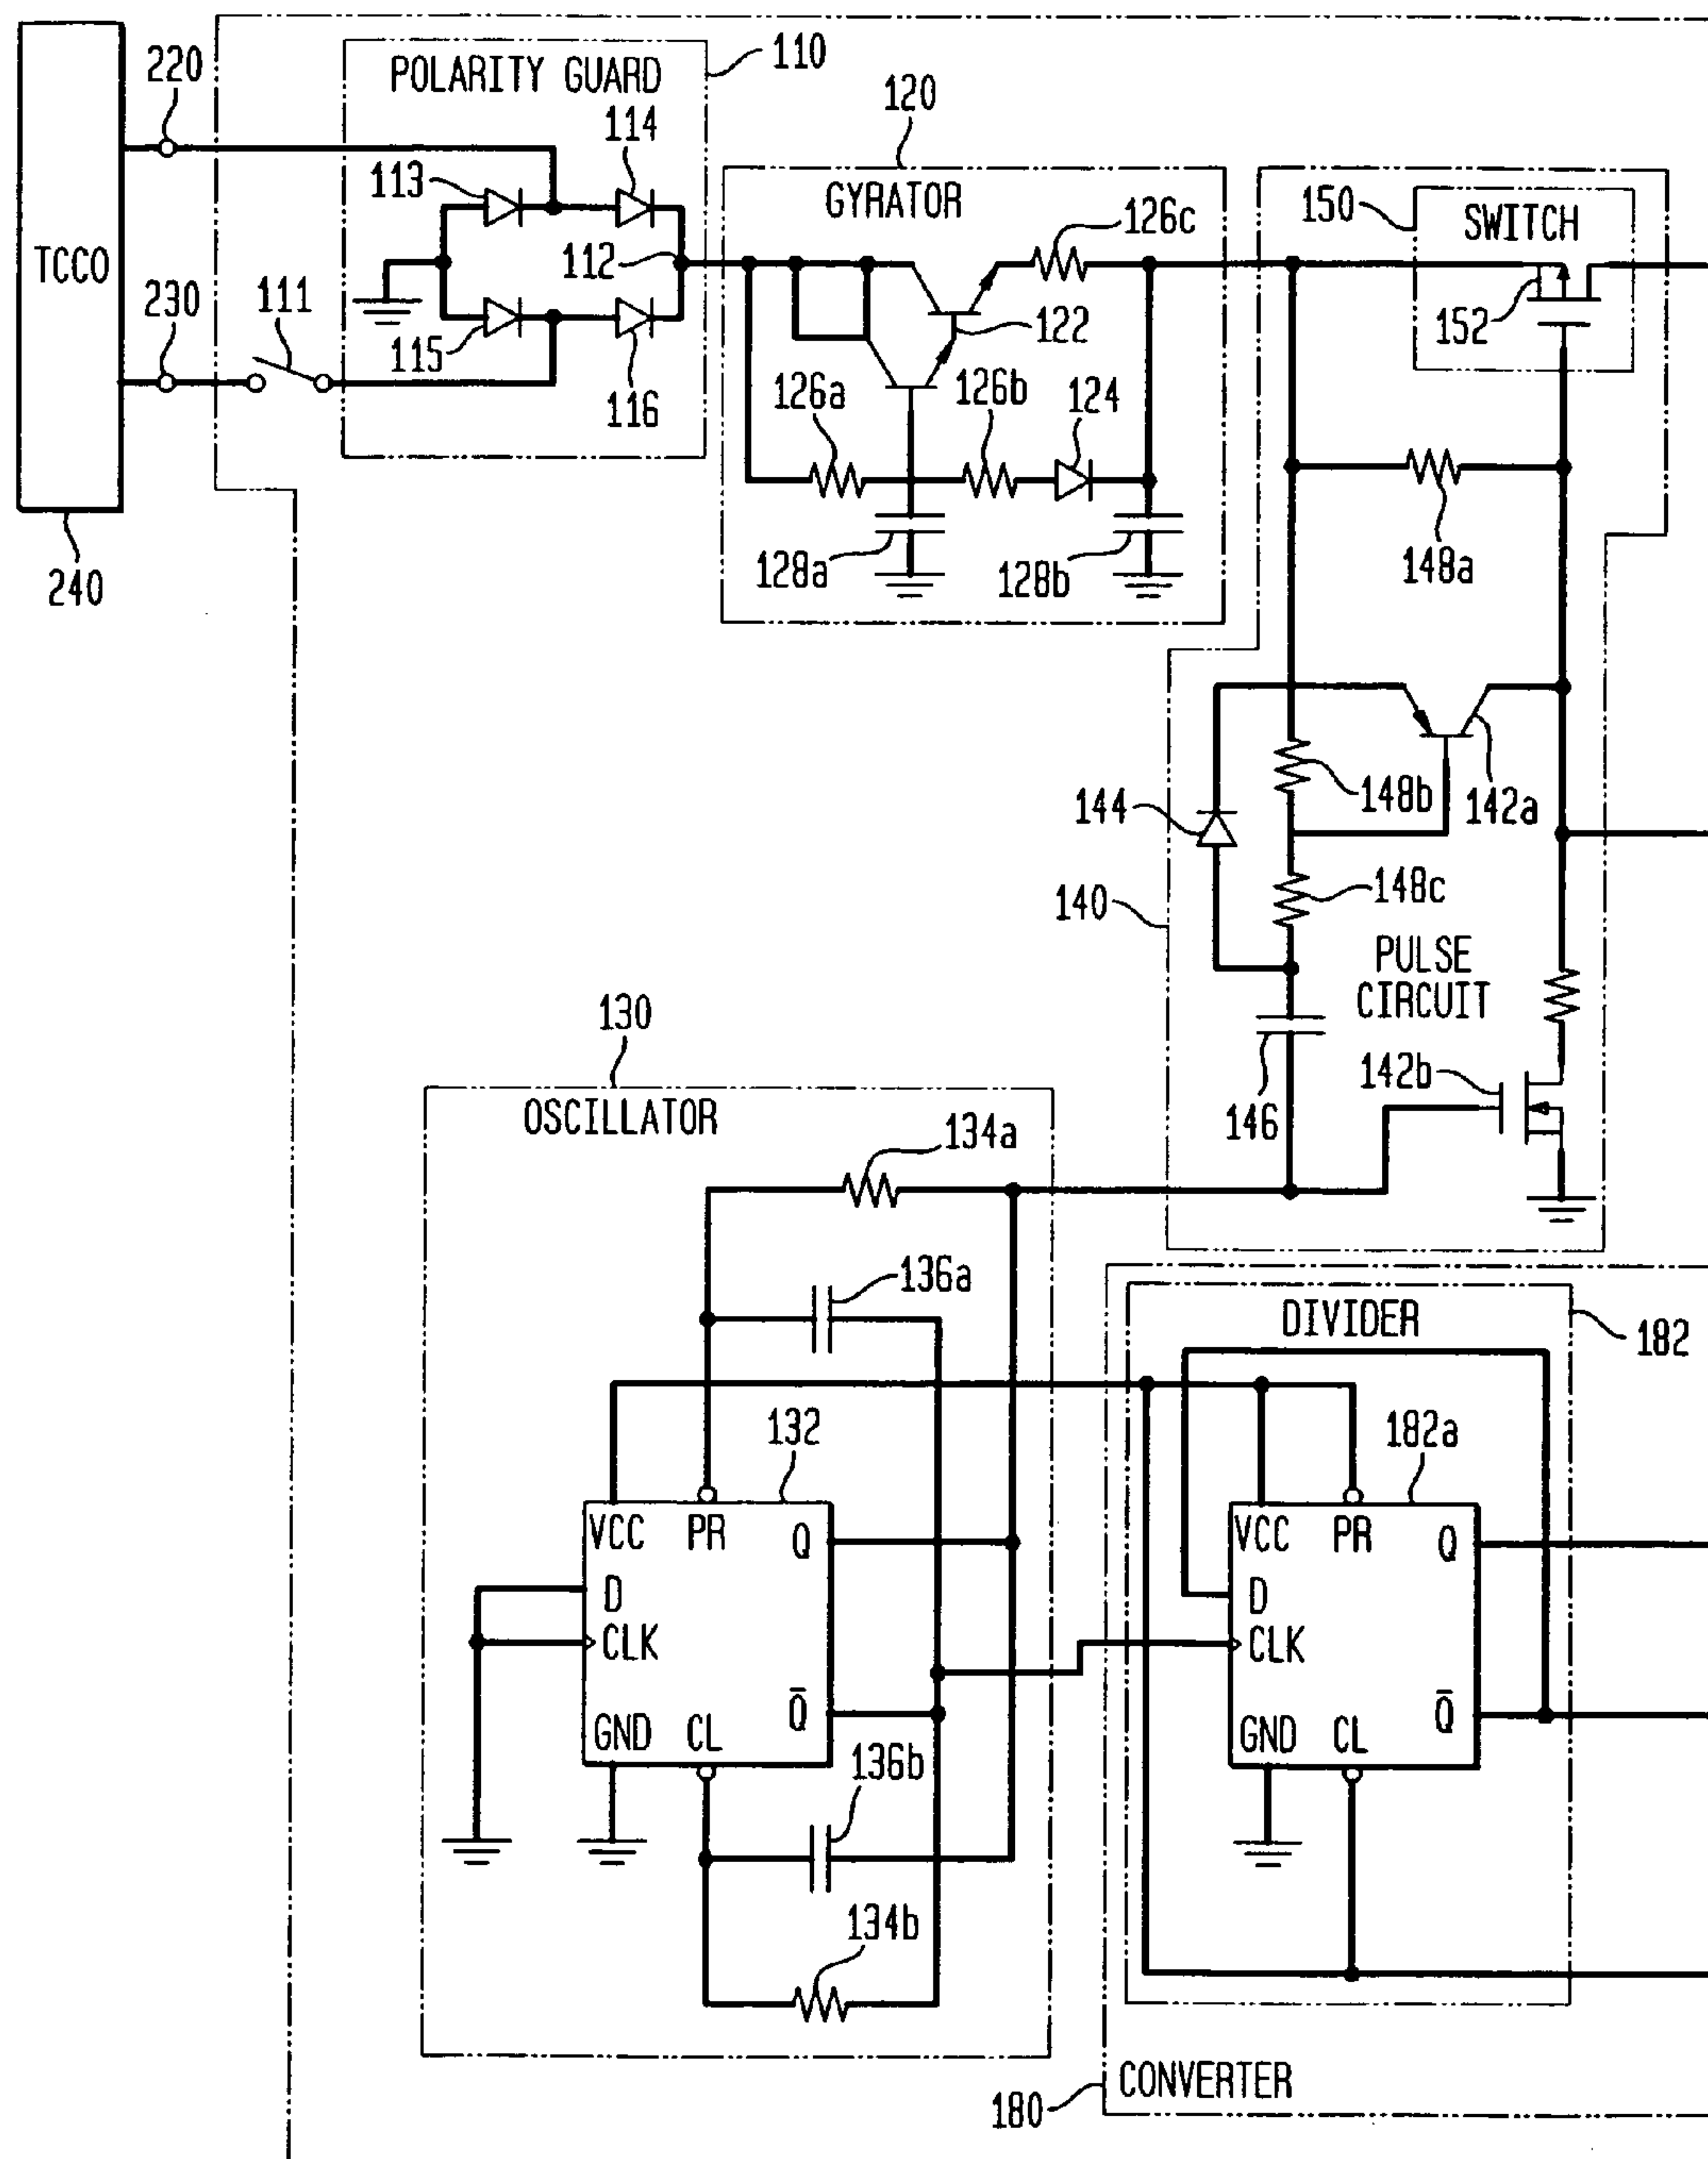 220
POLARITY GUARD
110
114
113
120
GYRATOR
126c
150
SWITCH
TCCO
112
230
111
115
116
122
152
126a
126b
124
128a
128b
148a
240
144
148b
142a
148c
140
PULSE
CIRCUIT
130
142b
146
OSCILLATOR
134a
136a
DIVIDER
182
132
182a
VCC
PR
Q
D
CLK
GND
CL
Q̅
VCC
PR
Q
D
CLK
GND
CL
Q̅
136b
134b
CONVERTER
180